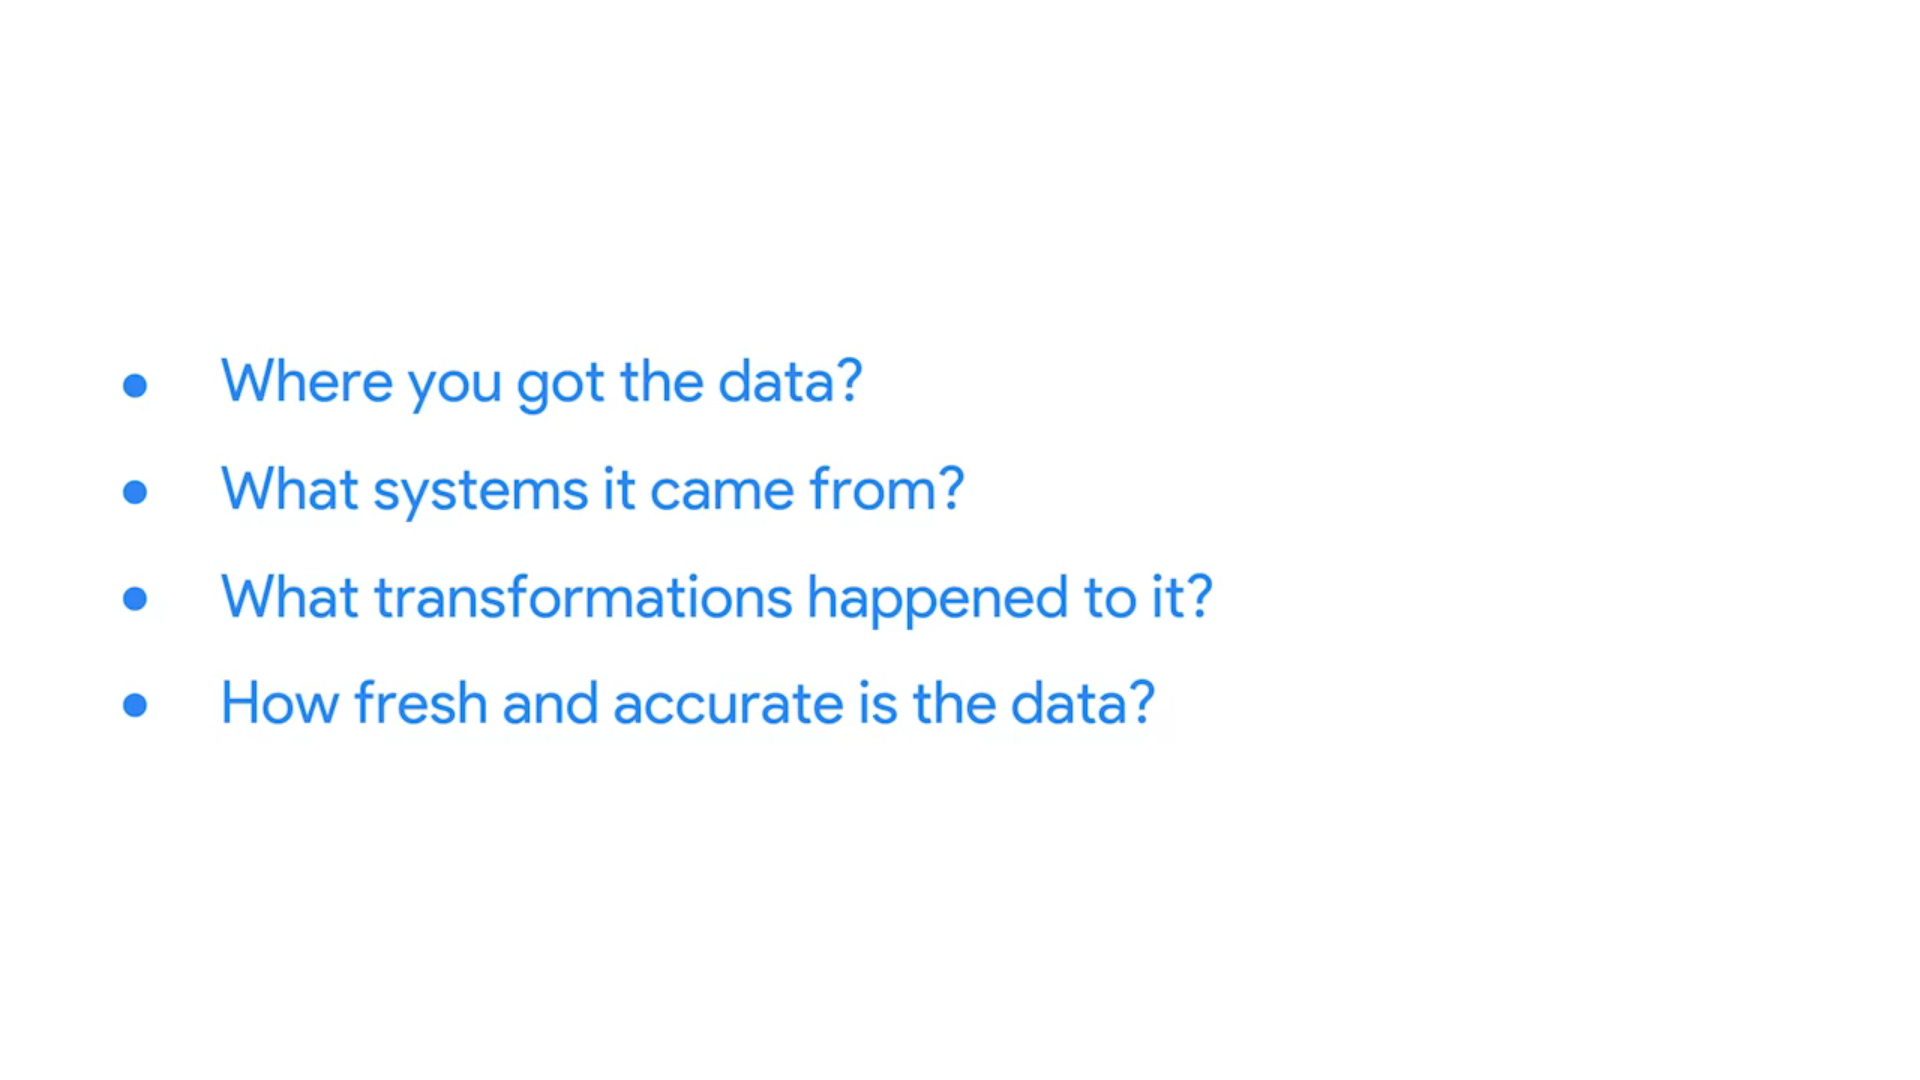 • Where you got the data?
• What systems it came from?
• What transformations happened to it?
• How fresh and accurate is the data?